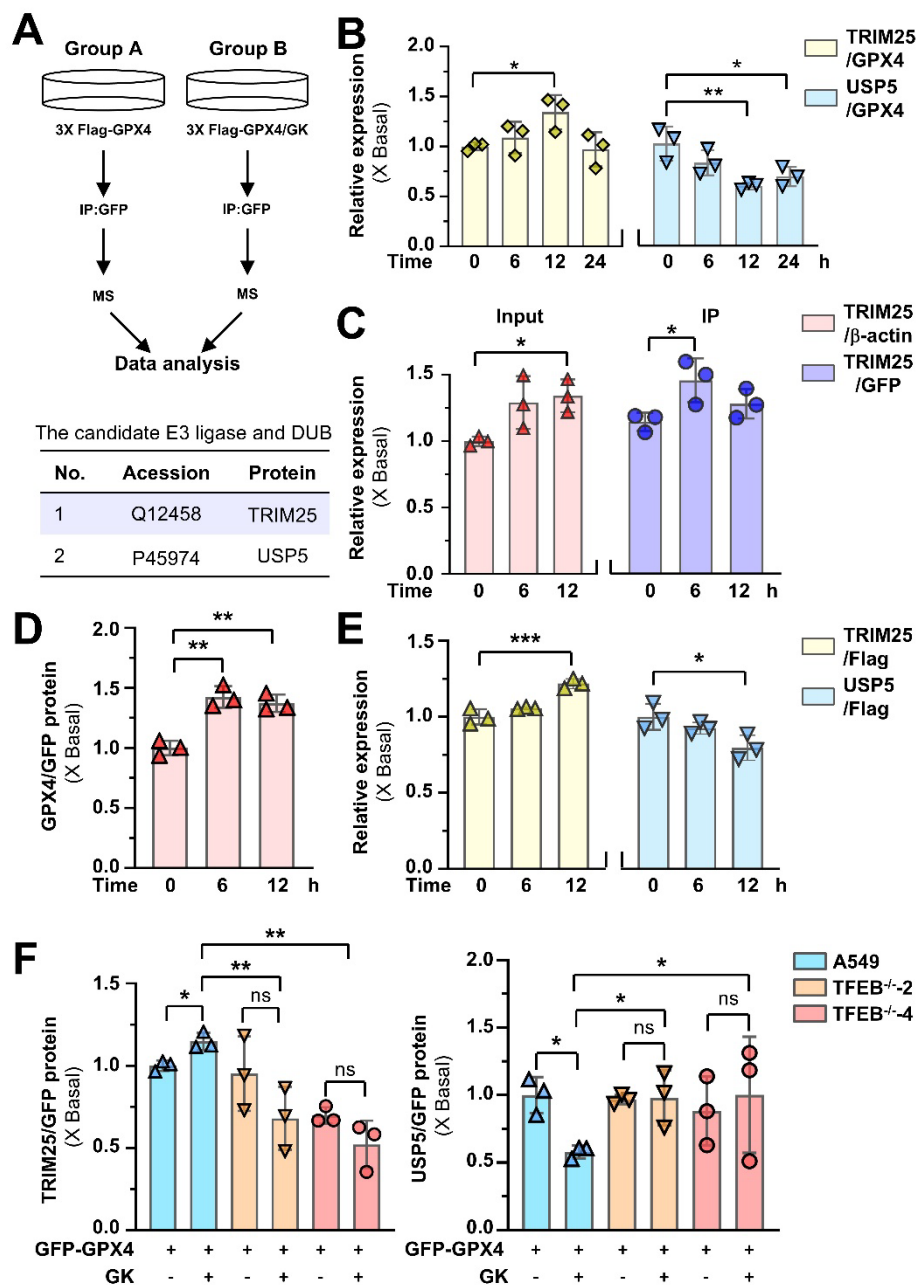 A
Group A
Group B
3X Flag-GPX4
3X Flag-GPX4/GK
IP:GFP
IP:GFP
MS
MS
Data analysis
The candidate E3 ligase and DUB
No. Acession Protein
1 Q12458 TRIM25
2 P45974 USP5
B
Relative expression
(X Basal)
2.0
1.5
1.0
0.5
0.0
*
*
**
Time 0 6 12 24 0 6 12 24 h
TRIM25
/GPX4
USP5
/GPX4
C
Input
IP
Relative expression
(X Basal)
1.5
1.0
0.5
0.0
*
*
Time 0 6 12 0 6 12 h
TRIM25
/β-actin
TRIM25
/GFP
D
GPX4/GFP protein
(X Basal)
2.0
1.5
1.0
0.5
0.0
**
**
Time 0 6 12 h
E
Relative expression
(X Basal)
1.5
1.0
0.5
0.0
***
*
Time 0 6 12 0 6 12 h
TRIM25
/Flag
USP5
/Flag
F
TRIM25/GFP protein
(X Basal)
1.5
1.0
0.5
0.0
**
**
*
ns
ns
GFP-GPX4 + + + + + +
GK - + - + - +
USP5/GFP protein
(X Basal)
2.0
1.5
1.0
0.5
0.0
*
*
*
ns
ns
+ + + + + +
- + - + - +
A549
TFEB-/--2
TFEB-/--4